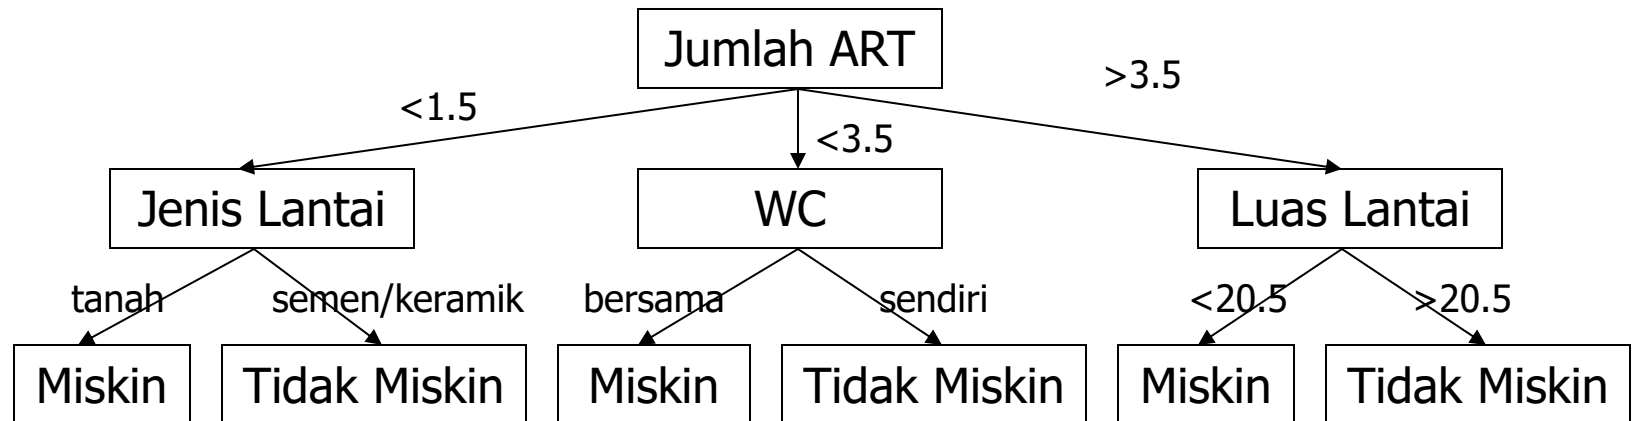 Jumlah ART
<1.5
<3.5
>3.5
Jenis Lantai
WC
Luas Lantai
tanah
semen/keramik
bersama
sendiri
<20.5
>20.5
Miskin
Tidak Miskin
Miskin
Tidak Miskin
Miskin
Tidak Miskin